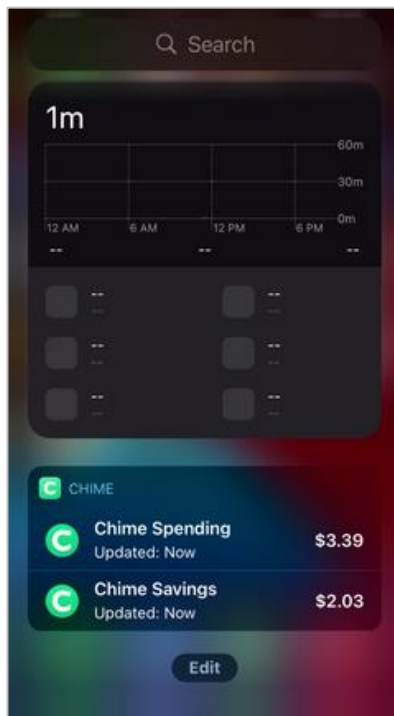 Search
1m
60m
30m
0m
12 AM 6 AM 12 PM 6 PM
-- -- --
-- --
-- --
-- --
-- --
-- --
-- --
C CHIME
C Chime Spending $3.39
Updated: Now
C Chime Savings $2.03
Updated: Now
Edit